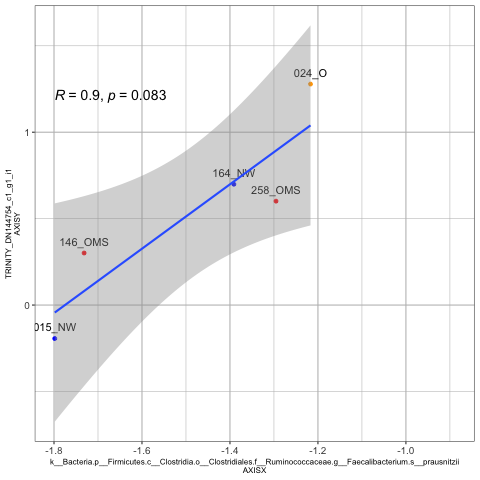 024_O
R = 0.9, p = 0.083
164_NW
258_OMS
146_OMS
015_NW
1
0
-1.8 -1.6 -1.4 -1.2 -1.0
k__Bacteria.p__Firmicutes.c__Clostridia.o__Clostridiales.f__Ruminococcaceae.g__Faecalibacterium.s__prausnitzii
AXISX
TRINITY_DN144754_c1_g1_i1
AXISY